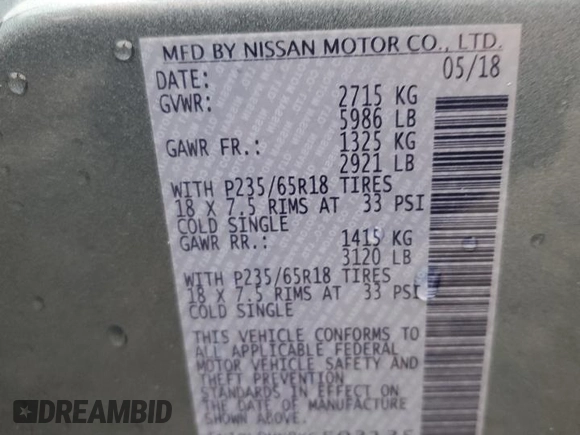 MFD BY NISSAN MOTOR CO., LTD.
DATE: 05/18
GVWR: 2715 KG
5986 LB
GAWR FR.: 1325 KG
2921 LB
WITH P235/65R18 TIRES
18 X 7.5 RIMS AT 33 PSI
COLD SINGLE
GAWR RR.: 1415 KG
3120 LB
WITH P235/65R18 TIRES
18 X 7.5 RIMS AT 33 PSI
COLD SINGLE
THIS VEHICLE CONFORMS TO
ALL APPLICABLE FEDERAL
MOTOR VEHICLE SAFETY AND
THEFT PREVENTION
STANDARDS IN EFFECT ON
THE DATE OF MANUFACTURE
SHOWN ABOVE.
DREAMBID